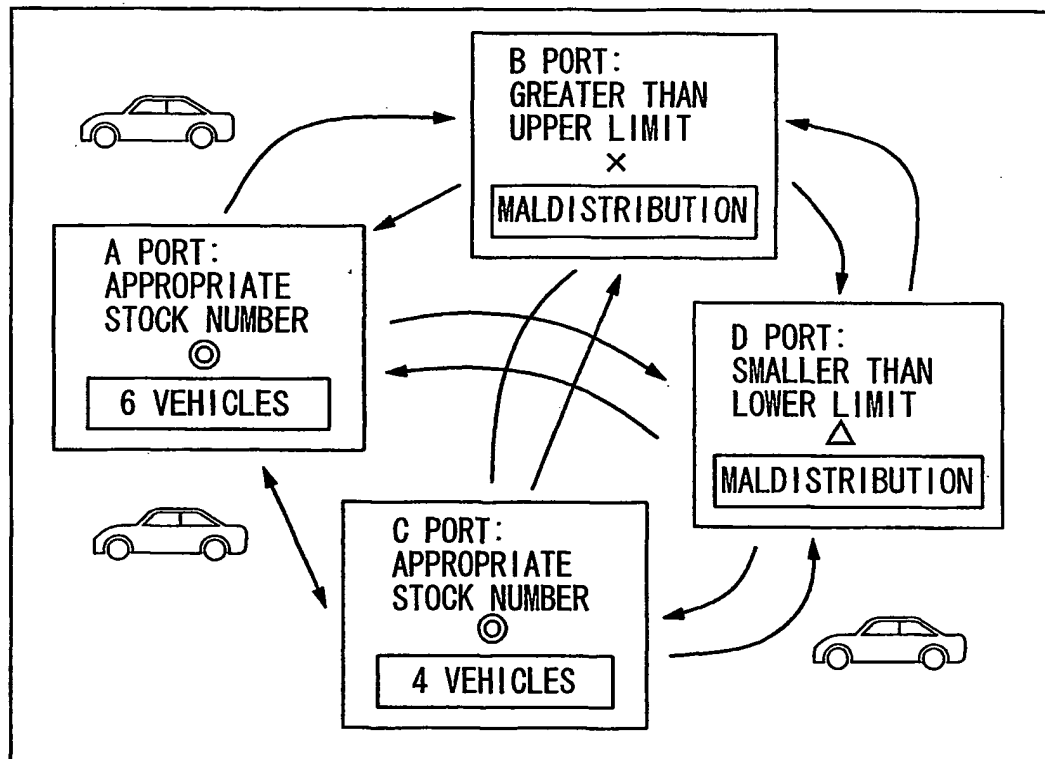 B PORT:
GREATER THAN
UPPER LIMIT
×
MALDISTRIBUTION
A PORT:
APPROPRIATE
STOCK NUMBER
◎
6 VEHICLES
D PORT:
SMALLER THAN
LOWER LIMIT
△
MALDISTRIBUTION
C PORT:
APPROPRIATE
STOCK NUMBER
◎
4 VEHICLES